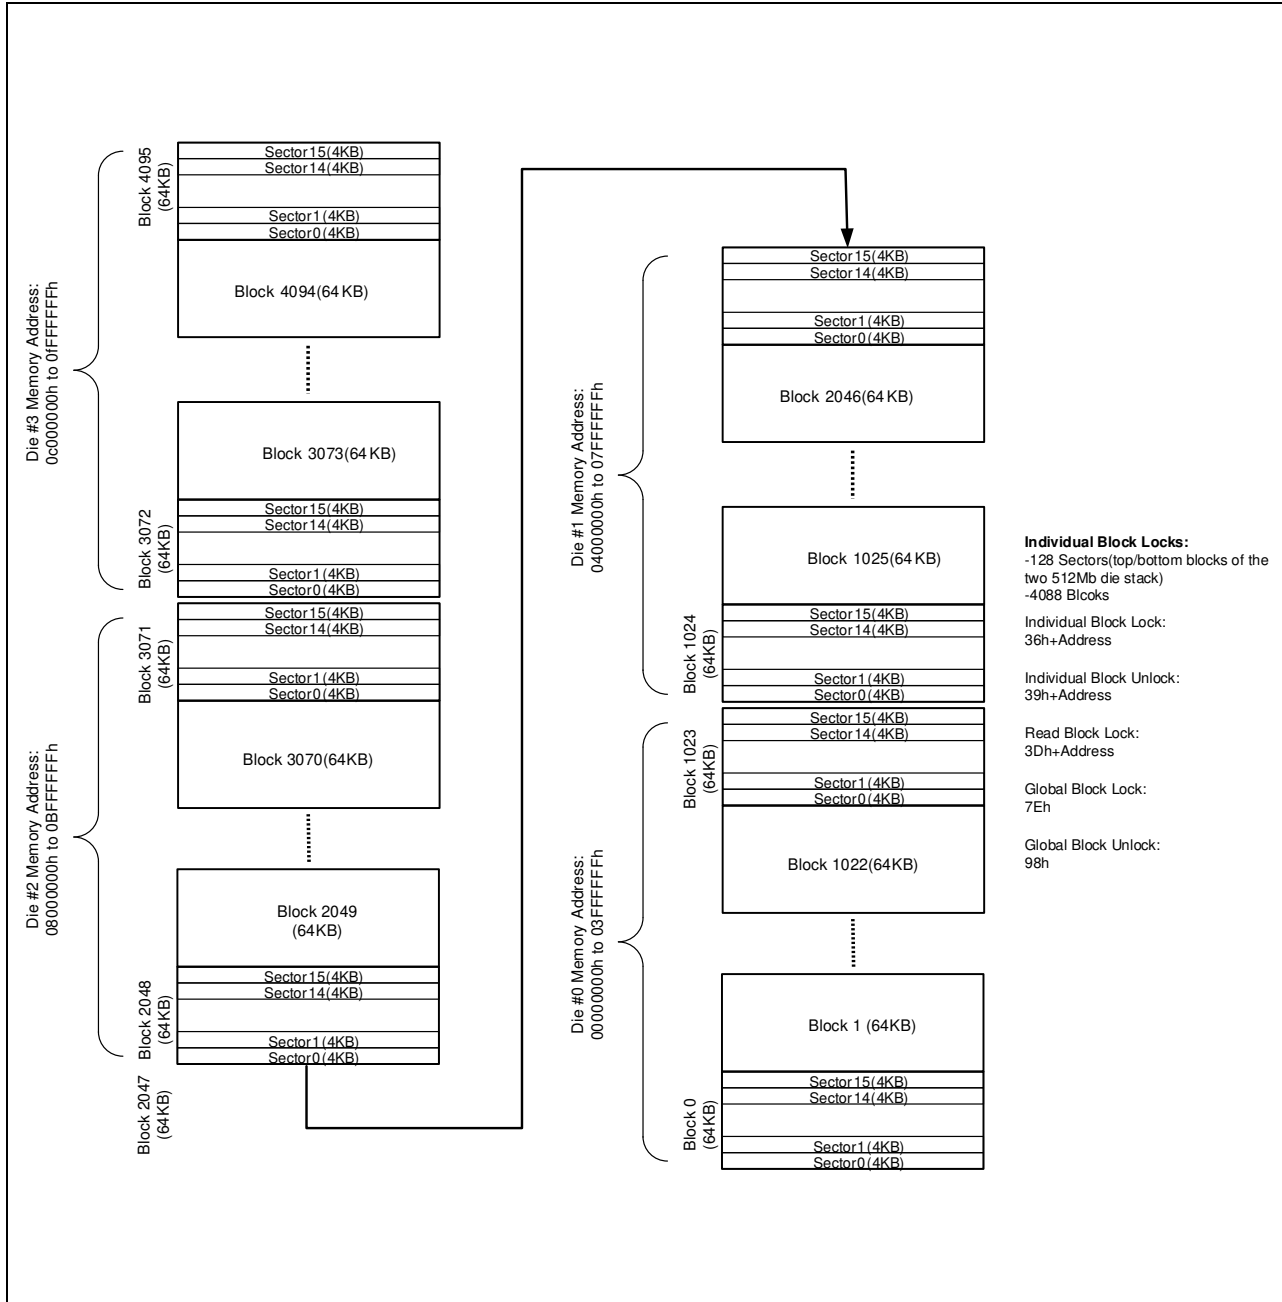 Die #3 Memory Address:
0c000000h to 0fFFFFFFh
Block 4095
(64KB)
Sector15(4KB)
Sector14(4KB)
Sector1(4KB)
Sector0(4KB)
Block 4094(64KB)
Block 3073(64KB)
Block 3072
(64KB)
Sector15(4KB)
Sector14(4KB)
Sector1(4KB)
Sector0(4KB)
Die #2 Memory Address:
0800000h to 0BFFFFFFh
Block 3071
(64KB)
Sector15(4KB)
Sector14(4KB)
Sector1(4KB)
Sector0(4KB)
Block 3070(64KB)
Block 2049
(64KB)
Block 2048
(64KB)
Sector15(4KB)
Sector14(4KB)
Sector1(4KB)
Sector0(4KB)
Block 2047
(64KB)
Die #1 Memory Address:
0400000h to 07FFFFFFh
Sector15(4KB)
Sector14(4KB)
Sector1(4KB)
Sector0(4KB)
Block 2046(64KB)
Block 1025(64KB)
Block 1024
(64KB)
Sector15(4KB)
Sector14(4KB)
Sector1(4KB)
Sector0(4KB)
Die #0 Memory Address:
0000000h to 03FFFFFFh
Block 1023
(64KB)
Sector15(4KB)
Sector14(4KB)
Sector1(4KB)
Sector0(4KB)
Block 1022(64KB)
Block 1 (64KB)
Block 0
(64KB)
Sector15(4KB)
Sector14(4KB)
Sector1(4KB)
Sector0(4KB)
Individual Block Locks:
-128 Sectors(top/bottom blocks of the
two 512Mb die stack)
-4088 Blcoks
Individual Block Lock:
36h+Address
Individual Block Unlock:
39h+Address
Read Block Lock:
3Dh+Address
Global Block Lock:
7Eh
Global Block Unlock:
98h